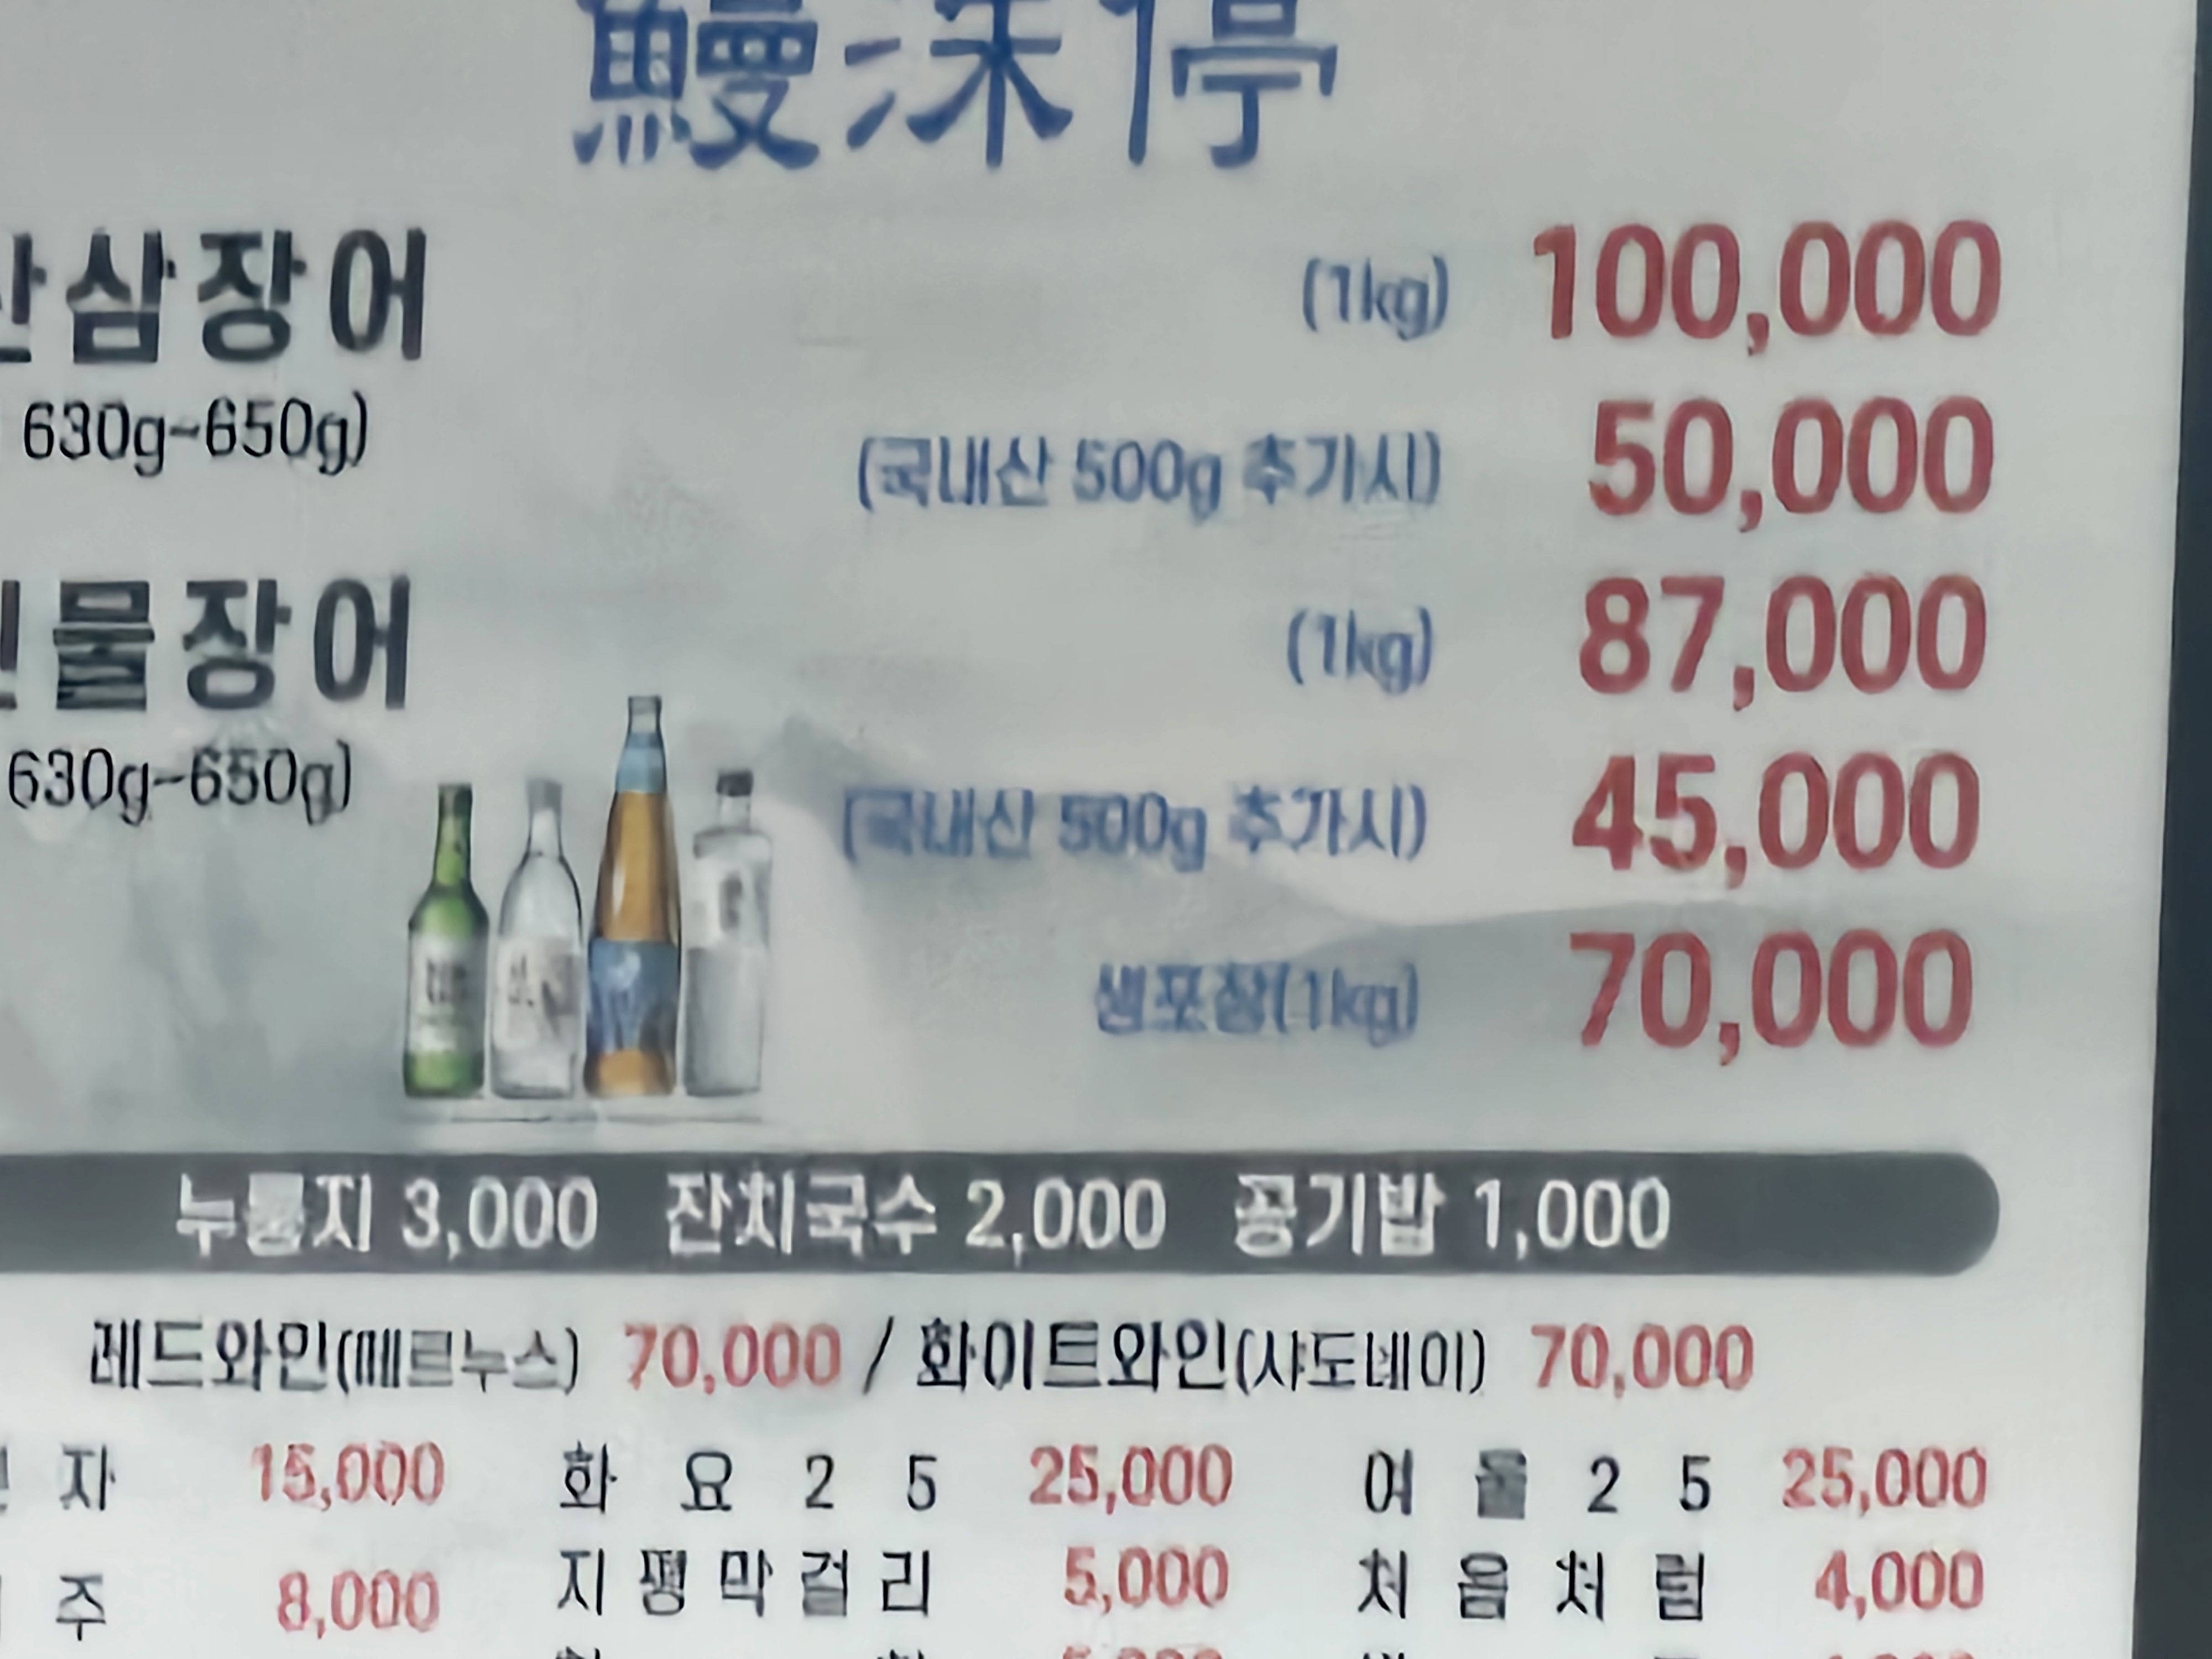 산삼장어 (1kg) 100,000
630g~650g)
(국내산 500g 추가시) 50,000
물장어 (1kg) 87,000
630g~650g)
(국내산 500g 추가시) 45,000
생포장(1kg) 70,000
누룽지 3,000 잔치국수 2,000 공기밥 1,000
레드와인(메르누스) 70,000 / 화이트와인(샤도네이) 70,000
자 15,000 화요25 25,000 여울25 25,000
주 8,000 지평막걸리 5,000 처음처럼 4,000